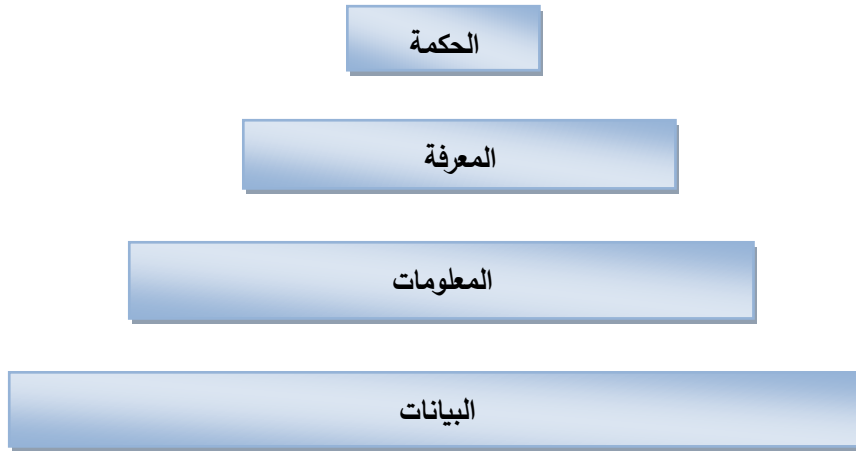 الحكمة
المعرفة
المعلومات
البيانات